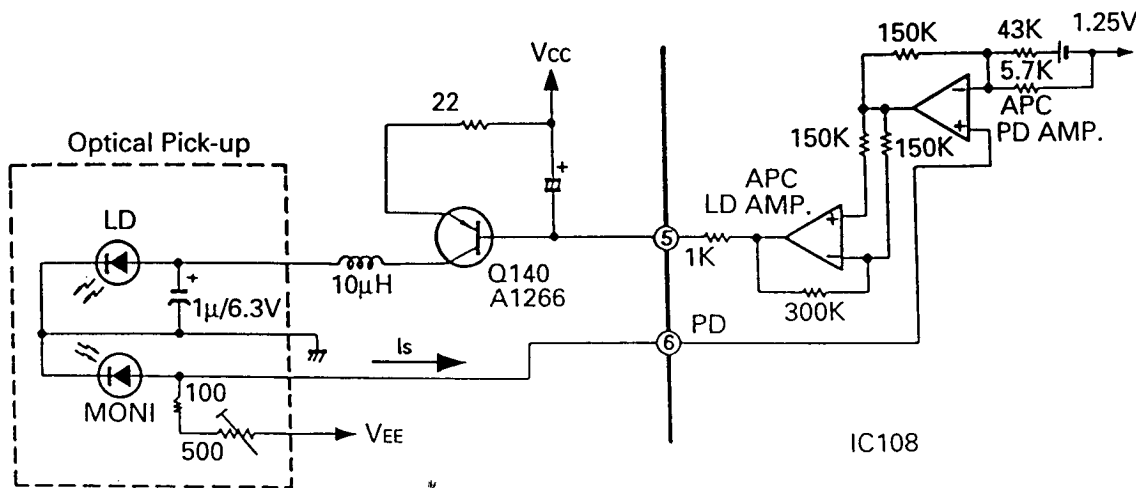 150K
43K
1.25V
5.7K
APC
PD AMP.
Vcc
22
150K
150K
Optical Pick-up
APC
LD AMP.
LD
5
1K
Q140
A1266
10μH
1μ/6.3V
300K
PD
6
Is
MONI
100
500
VEE
IC108